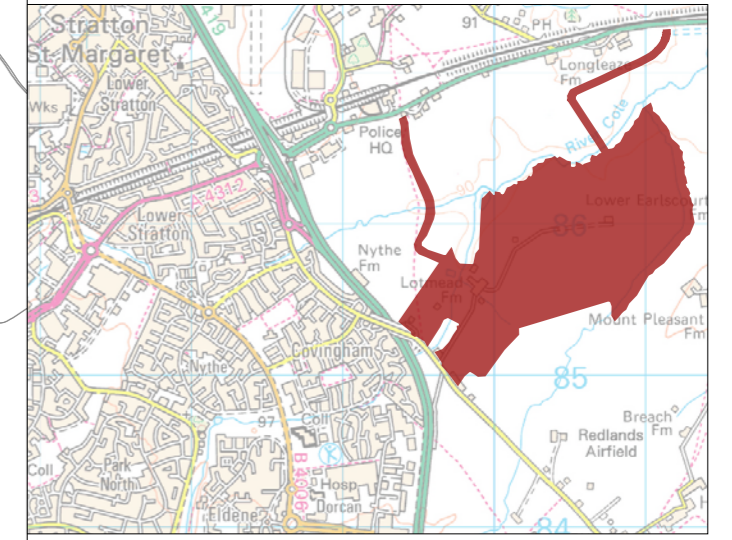 Stratton
St Margaret
419
91
PH
Lower
Stratton
Wks
Longleaze
Fm
Police
HQ
River Cole
A 4312
90
Lower Earlscourt
Fm
3
Lower
Stratton
86
Nythe
Fm
Lotmead
Fm
Mount Pleasant
Fm
Covingham
Nythe
85
97
Coll
Breach
Fm
Redlands
Airfield
Coll
Park
North
B 4006
Hosp
Dorcan
Eldene
84
H